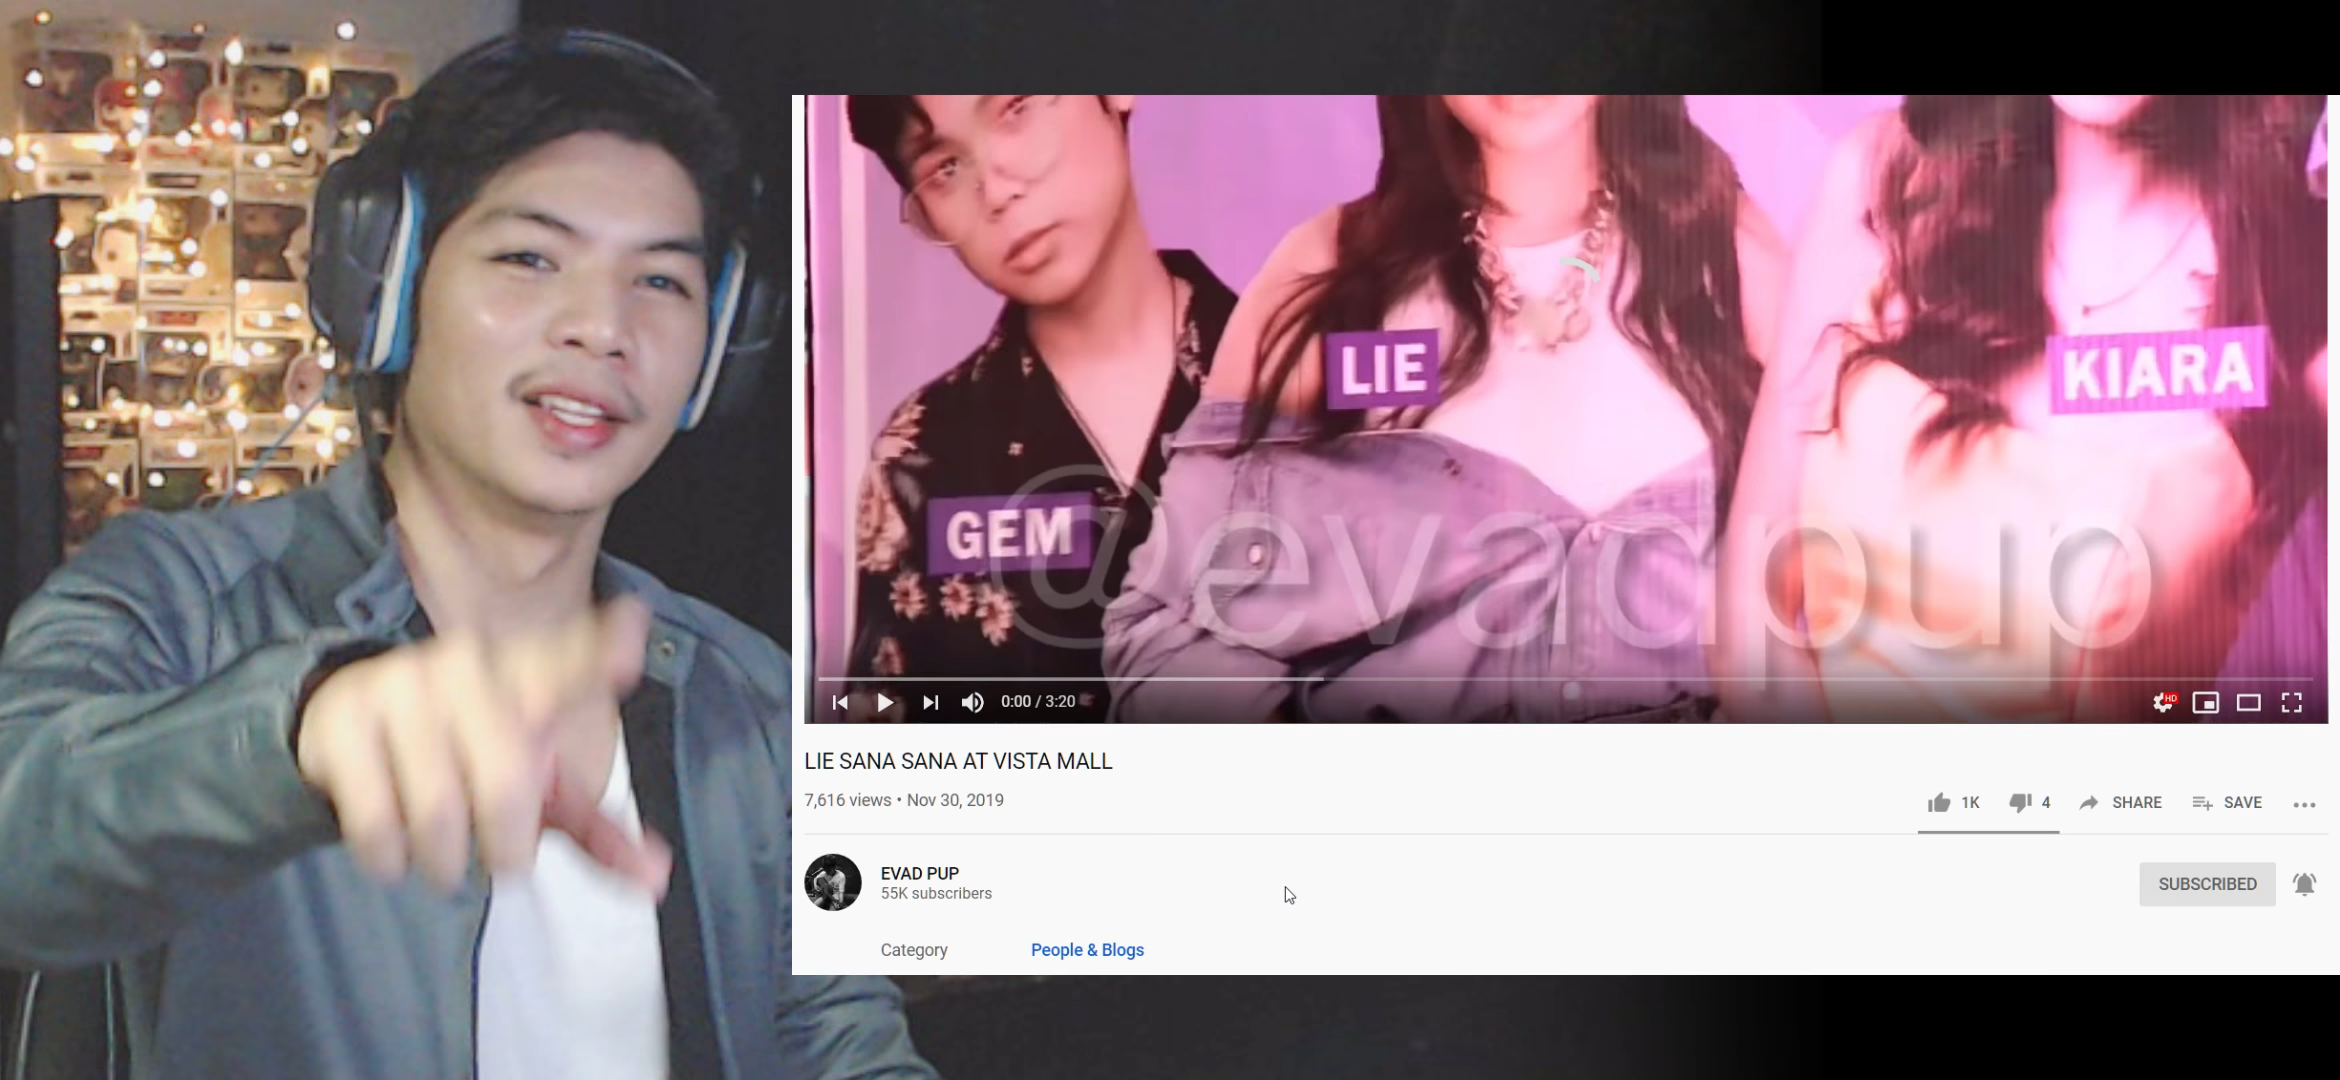 LIE
KIARA
GEM
@evadpup
0:00 / 3:20
HD
LIE SANA SANA AT VISTA MALL
7,616 views • Nov 30, 2019
1K 4 SHARE SAVE
EVAD PUP
55K subscribers
SUBSCRIBED
Category People & Blogs